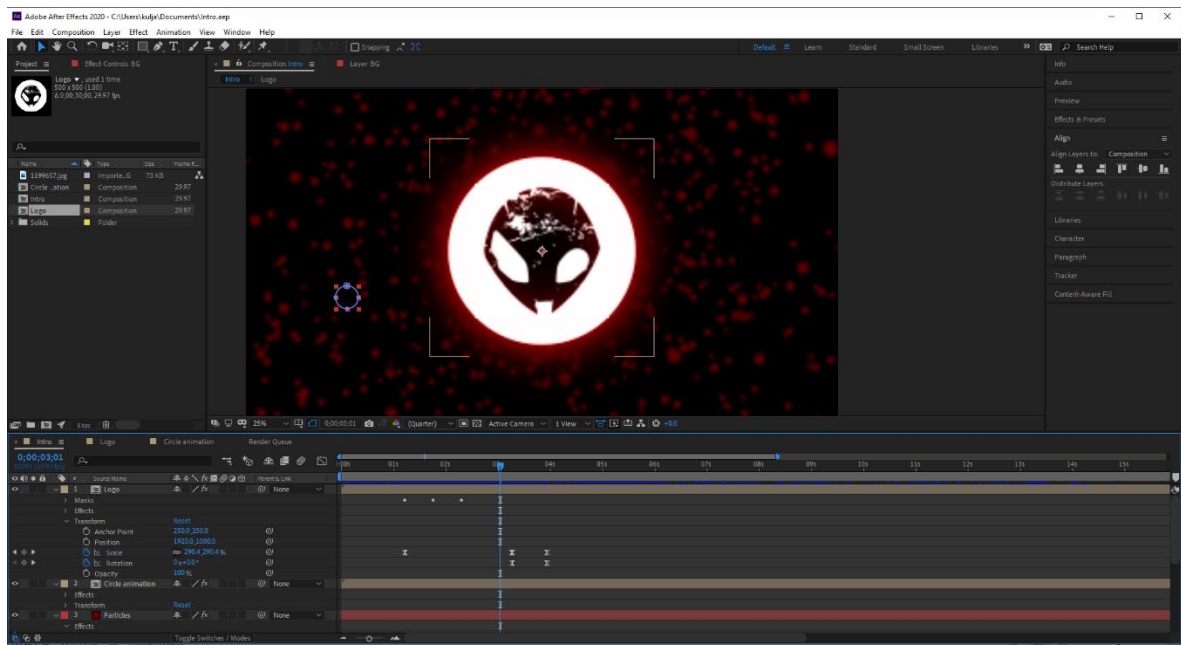 Adobe After Effects 2020 - C:\Users\kulja\Documents\Intro.aep
File Edit Composition Layer Effect Animation View Window Help
Snapping
Default Learn Standard Small Screen Libraries Search Help
Project Effect Controls BG
Composition Intro Layer BG
Info
Logo , used 1 time
500 x 500 (1.00)
Δ 0;00;30;00, 29.97 fps
Intro Logo
Audio
Preview
Effects & Presets
Align
Align Layers to: Composition
Distribute Layers:
Libraries
Character
Paragraph
Tracker
Content-Aware Fill
Name Type Size Frame R...
1199657.jpg Importe...G 73 KB
Circle ...ation Composition 29.97
Intro Composition 29.97
Logo Composition 29.97
Solids Folder
8 bpc
25% 0;00;03;01 (Quarter) Active Camera 1 View +0.0
Intro Logo Circle animation Render Queue
0;00;03;01
:00s 01s 02s 03s 04s 05s 06s 07s 09s 10s 11s 12s 13s 14s 15s
Source Name Parent & Link
1 Logo None
Masks
Effects
Transform Reset
Anchor Point 250.0,250.0
Position 1920.0,1080.0
Scale 290.4,290.4%
Rotation 0x+0.0°
Opacity 100%
2 Circle animation None
Effects
Transform Reset
3 Particles None
Effects
Toggle Switches / Modes